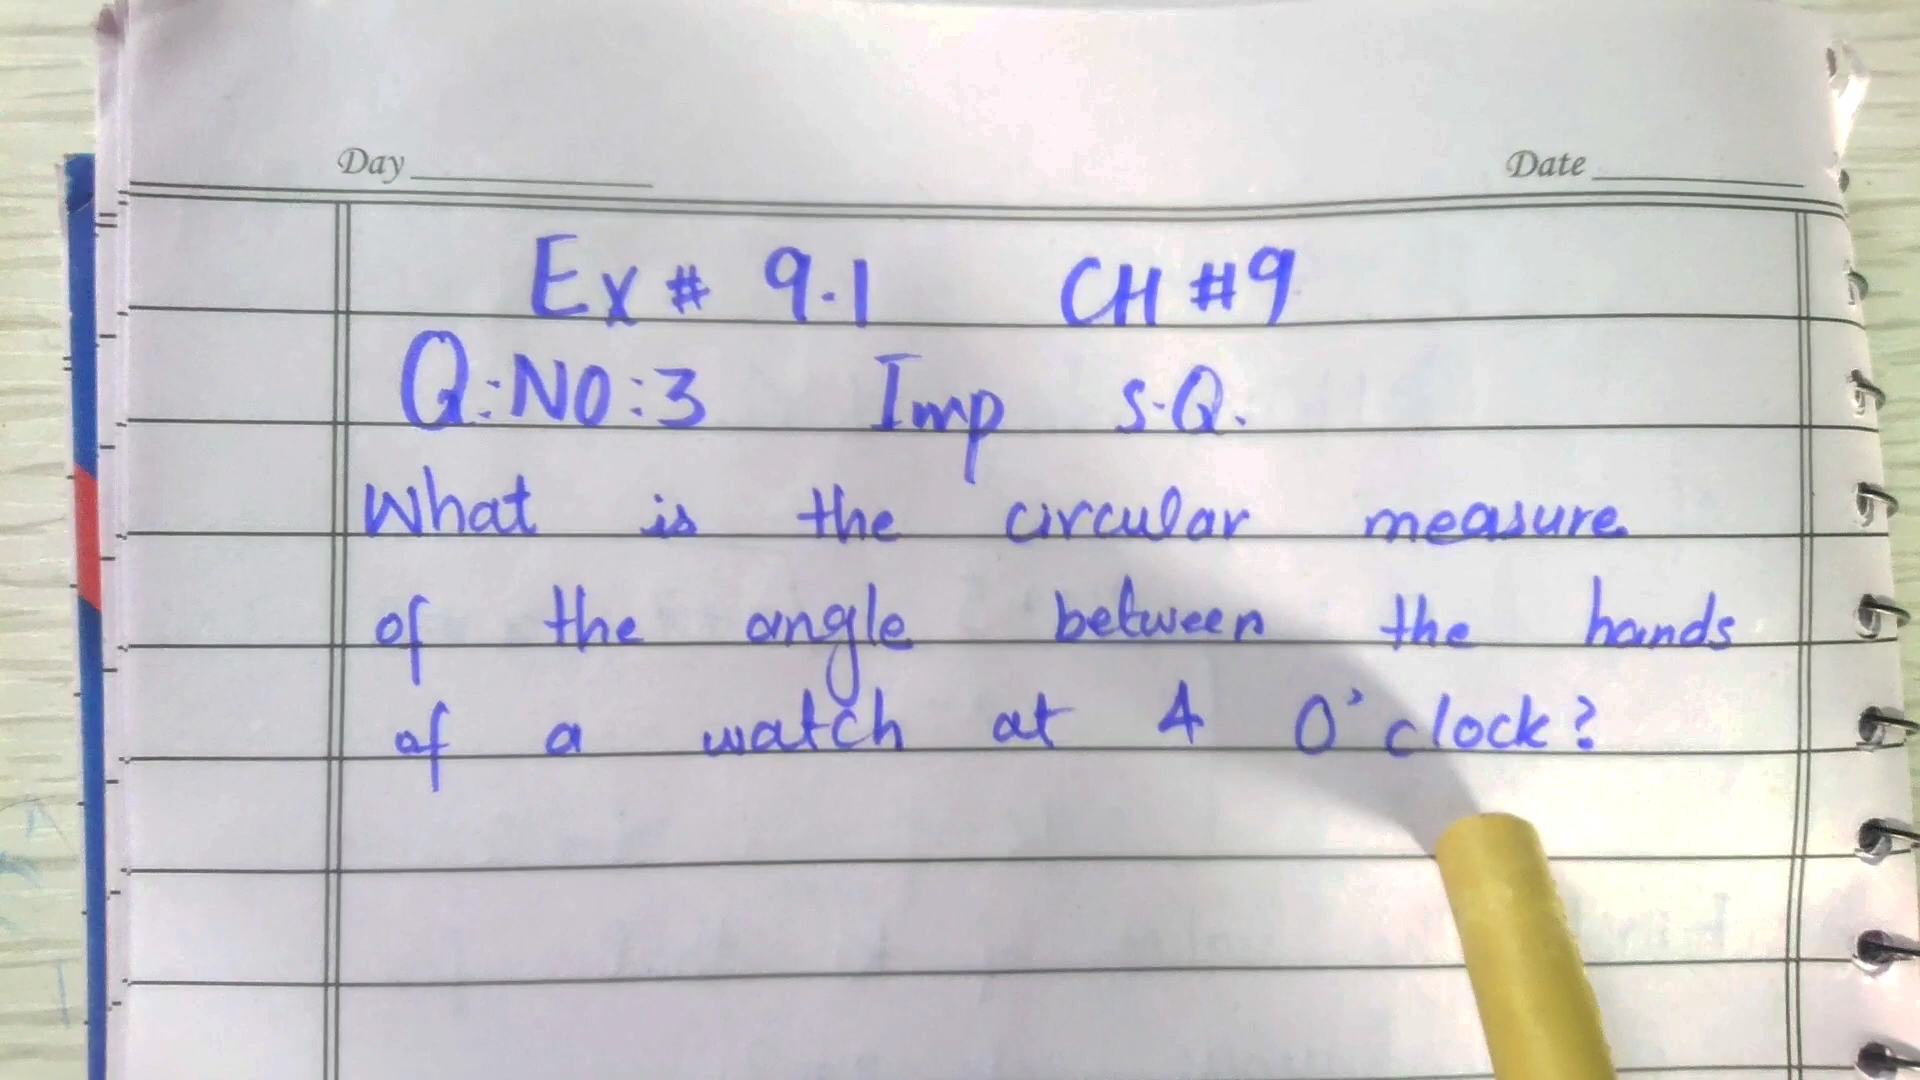 Day Date
Ex # 9.1 CH #9
Q:NO:3 Imp S.Q.
What is the circular measure
of the angle between the hands
of a watch at 4 O'clock?